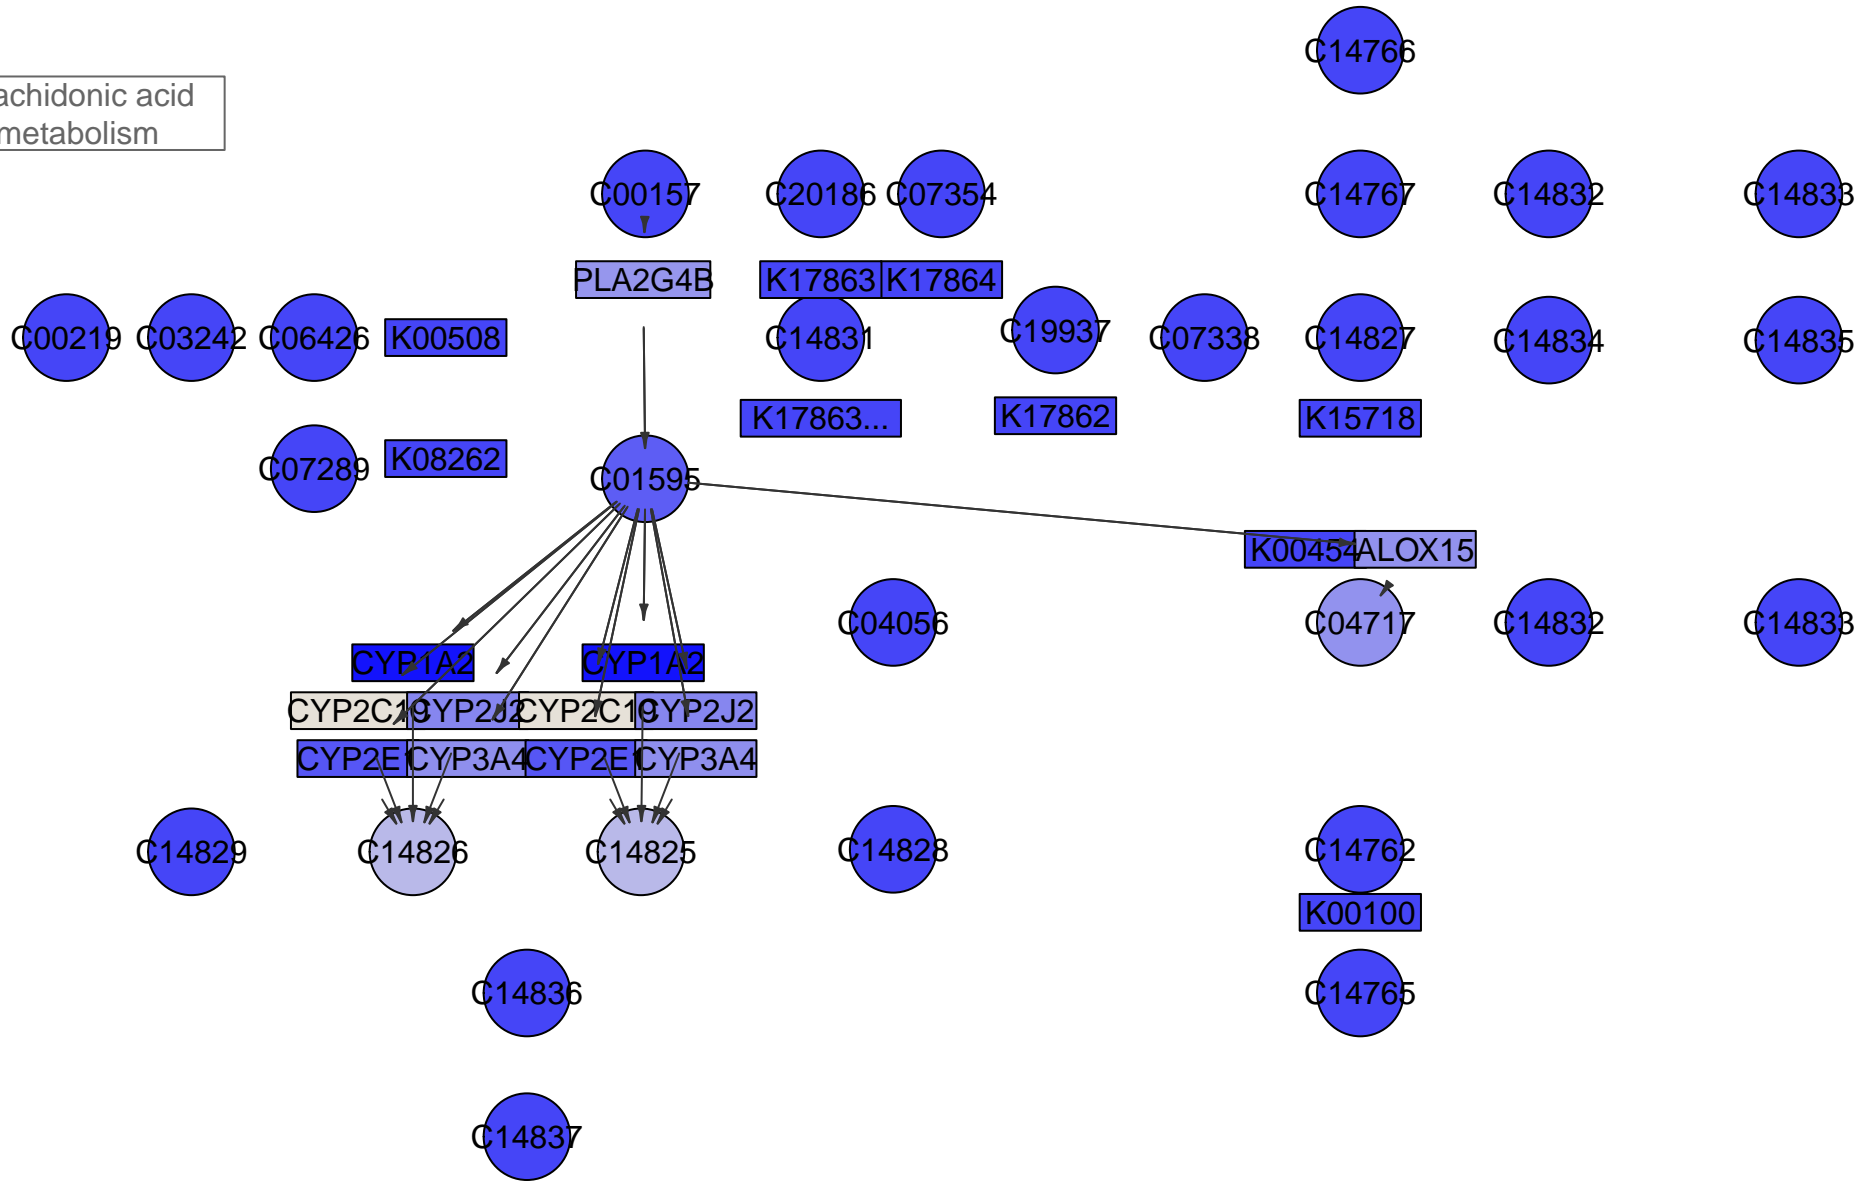 C14766
achidonic acid
metabolism
C00157
C20186
C07354
C14767
C14832
C14833
PLA2G4B
K17863
K17864
C00219
C03242
C06426
K00508
C14831
C19937
C07338
C14827
C14834
C14835
K17863...
K17862
K15718
C07289
K08262
C01595
K00454
ALOX15
C04056
C04717
C14832
C14833
CYP1A2
CYP1A2
CYP2C19
CYP2J2
CYP2C19
CYP2J2
CYP2E1
CYP3A4
CYP2E1
CYP3A4
C14829
C14826
C14825
C14828
C14762
K00100
C14836
C14765
C14837